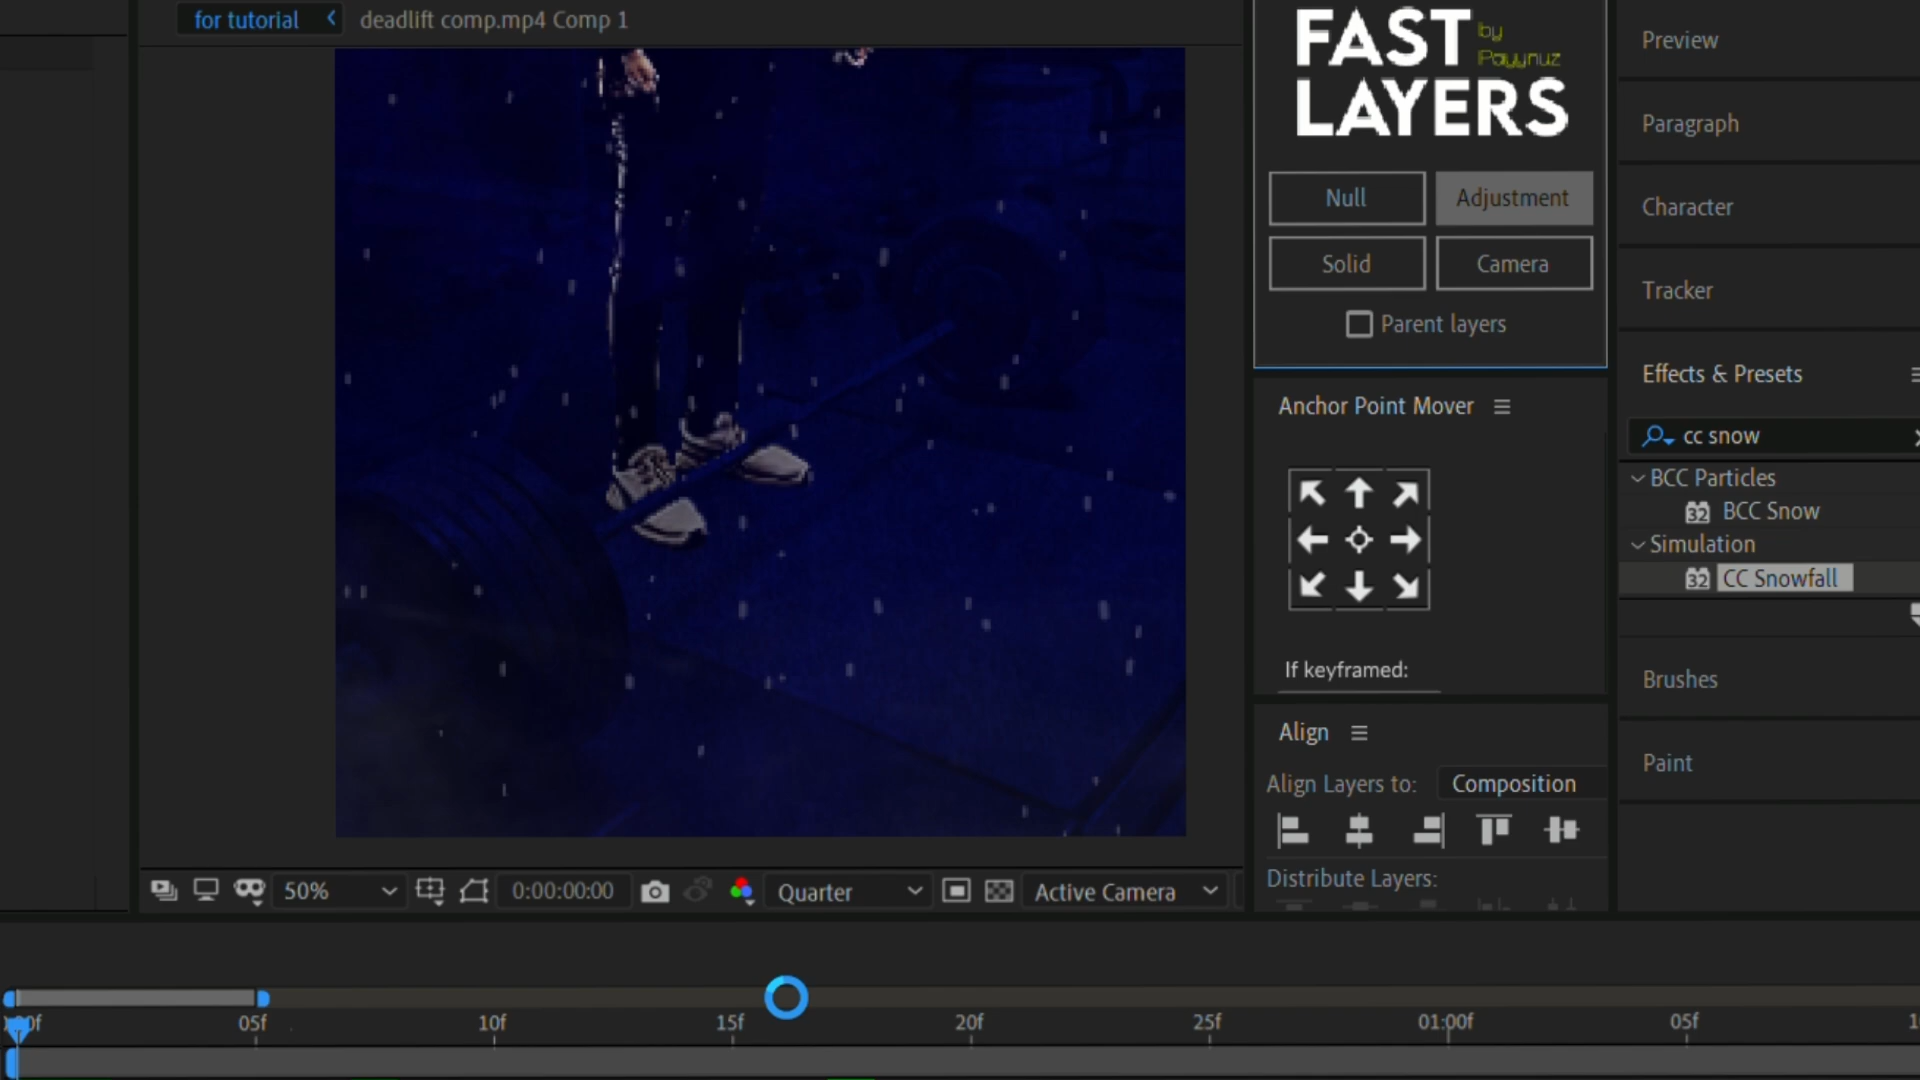 for tutorial
deadlift comp.mp4 Comp 1
FAST
LAYERS
by
Payynuz
Null
Adjustment
Solid
Camera
Parent layers
Anchor Point Mover
If keyframed:
Align
Align Layers to:
Composition
Distribute Layers:
Preview
Paragraph
Character
Tracker
Effects & Presets
cc snow
BCC Particles
32 BCC Snow
Simulation
32 CC Snowfall
Brushes
Paint
50%
0:00:00:00
Quarter
Active Camera
05f
10f
15f
20f
25f
01:00f
05f